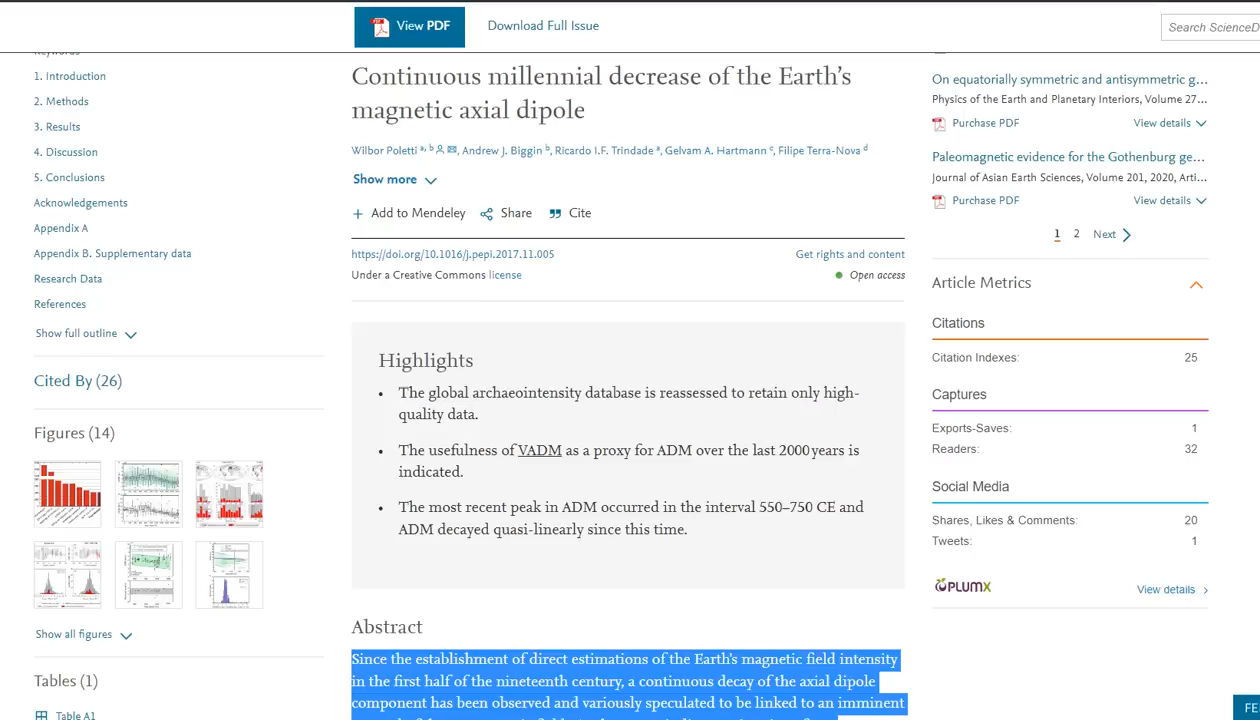 View PDF
Download Full Issue
Search ScienceD
Keywords
1. Introduction
2. Methods
3. Results
4. Discussion
5. Conclusions
Acknowledgements
Appendix A
Appendix B. Supplementary data
Research Data
References
Show full outline
Cited By (26)
Figures (14)
Show all figures
Tables (1)
Table A1
Continuous millennial decrease of the Earth's
magnetic axial dipole
Wilbor Poletti a, b, Andrew J. Biggin b, Ricardo I.F. Trindade a, Gelvam A. Hartmann c, Filipe Terra-Nova d
Show more
Add to Mendeley Share Cite
https://doi.org/10.1016/j.pepi.2017.11.005
Get rights and content
Under a Creative Commons license
Open access
Highlights
• The global archaeointensity database is reassessed to retain only high-
quality data.
• The usefulness of VADM as a proxy for ADM over the last 2000 years is
indicated.
• The most recent peak in ADM occurred in the interval 550–750 CE and
ADM decayed quasi-linearly since this time.
Abstract
Since the establishment of direct estimations of the Earth's magnetic field intensity
in the first half of the nineteenth century, a continuous decay of the axial dipole
component has been observed and variously speculated to be linked to an imminent
On equatorially symmetric and antisymmetric g...
Physics of the Earth and Planetary Interiors, Volume 27...
Purchase PDF View details
Paleomagnetic evidence for the Gothenburg ge...
Journal of Asian Earth Sciences, Volume 201, 2020, Arti...
Purchase PDF View details
1 2 Next
Article Metrics
Citations
Citation Indexes: 25
Captures
Exports-Saves: 1
Readers: 32
Social Media
Shares, Likes & Comments: 20
Tweets: 1
PLUMX
View details
FE